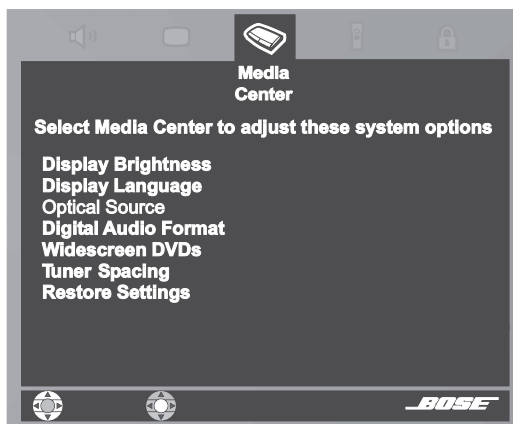 Media
Center
Select Media Center to adjust these system options
Display Brightness
Display Language
Optical Source
Digital Audio Format
Widescreen DVDs
Tuner Spacing
Restore Settings
BOSE